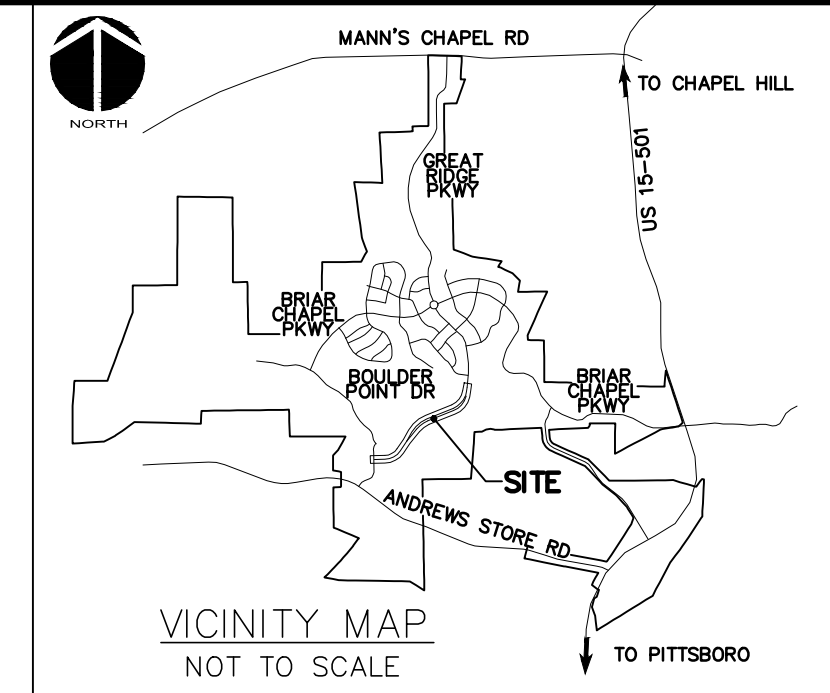 MANN'S CHAPEL RD
TO CHAPEL HILL
NORTH
US 15-501
GREAT
RIDGE
PKWY
BRIAR
CHAPEL
PKWY
BOULDER
POINT DR
BRIAR
CHAPEL
PKWY
SITE
ANDREWS STORE RD
VICINITY MAP
NOT TO SCALE
TO PITTSBORO